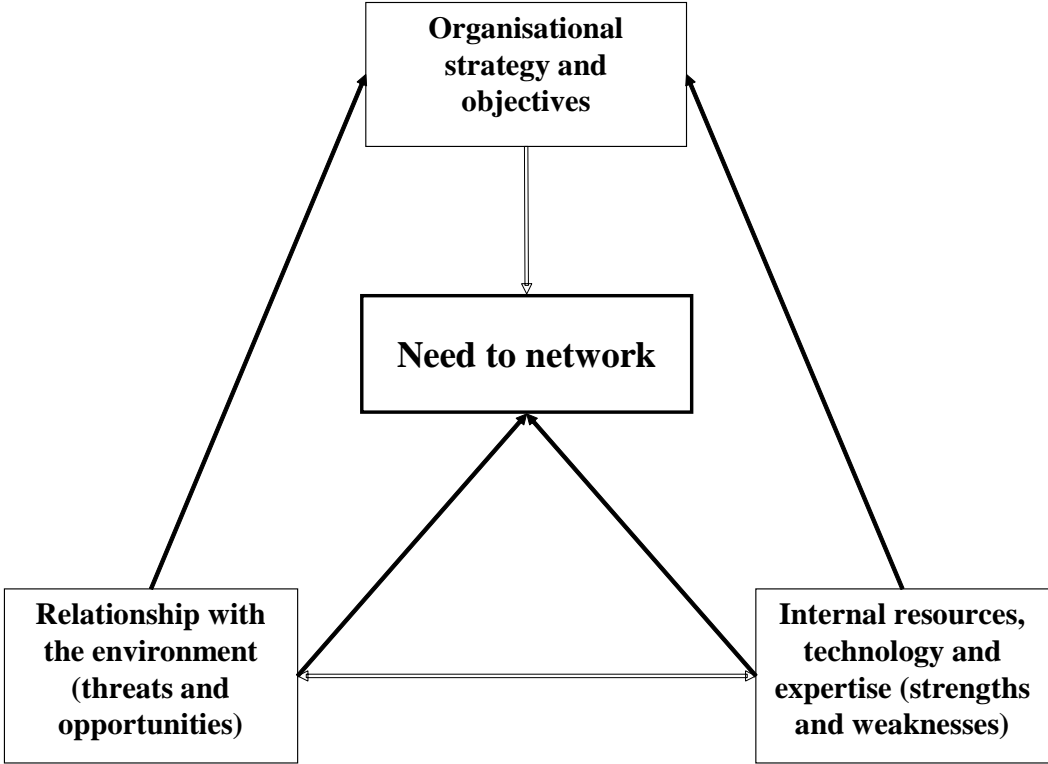 Organisational
strategy and
objectives
Need to network
Relationship with
the environment
(threats and
opportunities)
Internal resources,
technology and
expertise (strengths
and weaknesses)